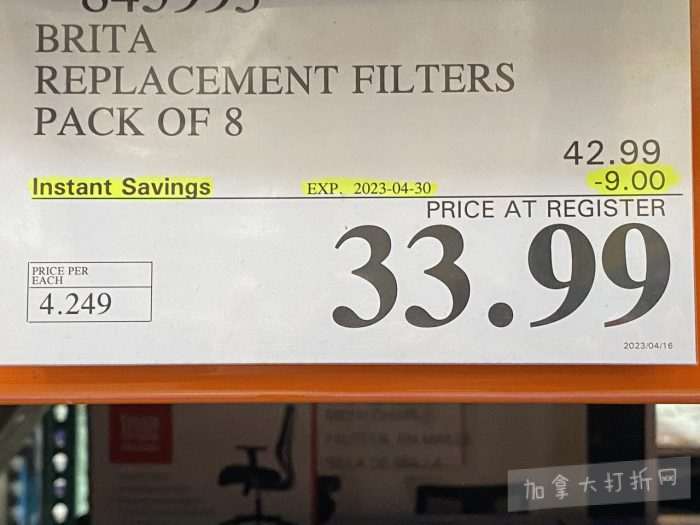 BRITA
REPLACEMENT FILTERS
PACK OF 8
42.99
Instant Savings EXP. 2023-04-30 -9.00
PRICE AT REGISTER
33.99
PRICE PER
EACH
4.249
2023/04/16
加拿大打折网